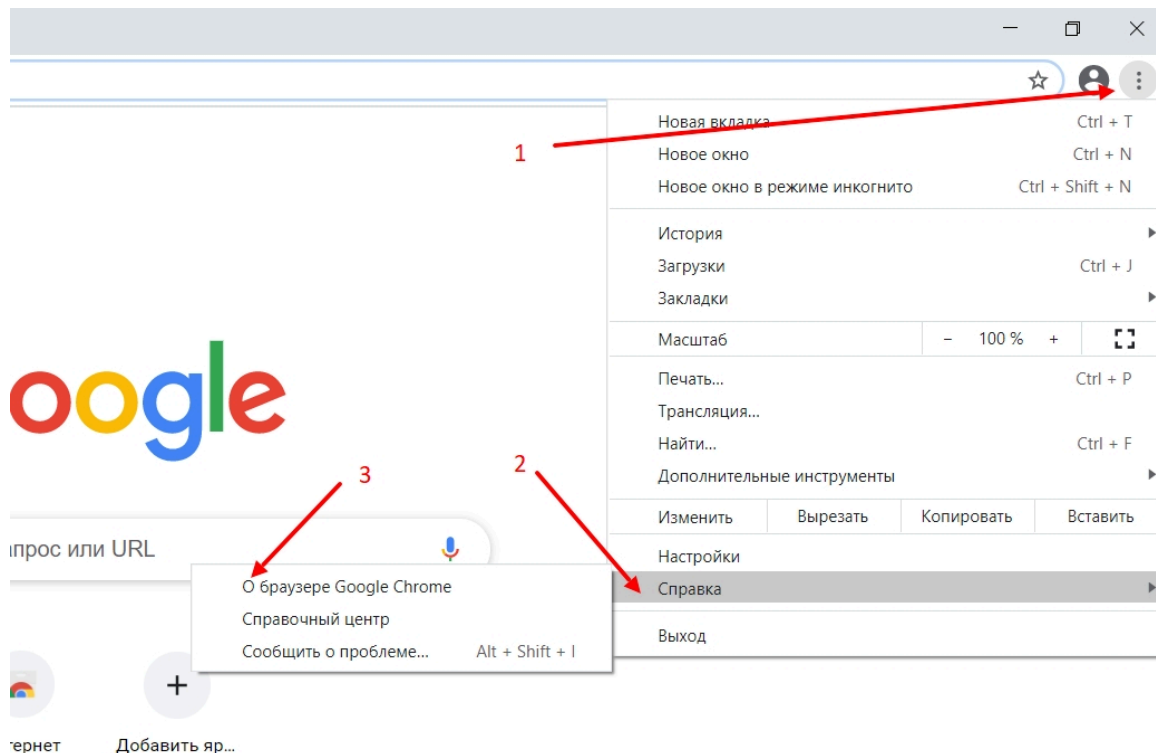 Новая вкладка Ctrl + T
1
Новое окно Ctrl + N
Новое окно в режиме инкогнито Ctrl + Shift + N
История
Загрузки Ctrl + J
Закладки
Масштаб - 100 % +
Печать... Ctrl + P
Трансляция...
oogle
Найти... Ctrl + F
2
3
Дополнительные инструменты
Изменить Вырезать Копировать Вставить
апрос или URL
Настройки
О браузере Google Chrome
Справка
Справочный центр
Выход
Сообщить о проблеме... Alt + Shift + I
+
тернет Добавить яр...